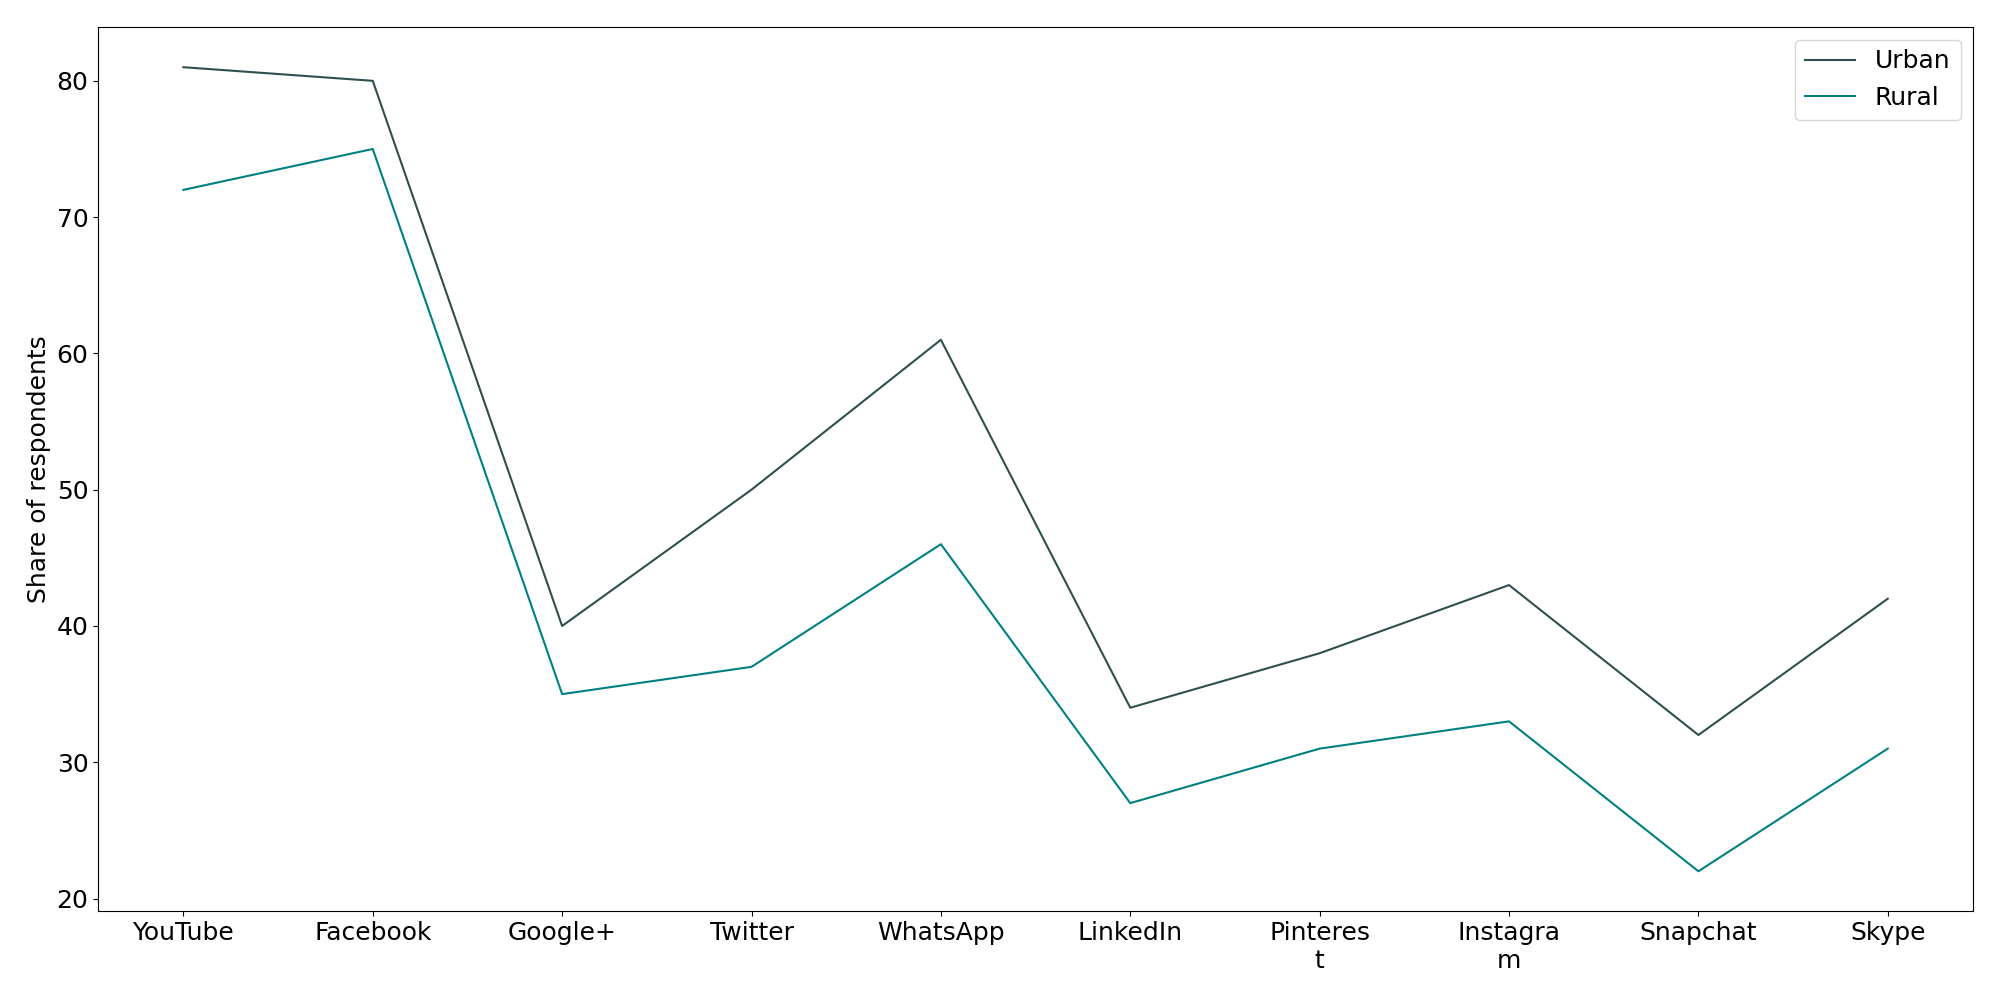 Urban
Rural
Share of respondents
80
70
60
50
40
30
20
YouTube
Facebook
Google+
Twitter
WhatsApp
LinkedIn
Pinteres
t
Instagra
m
Snapchat
Skype